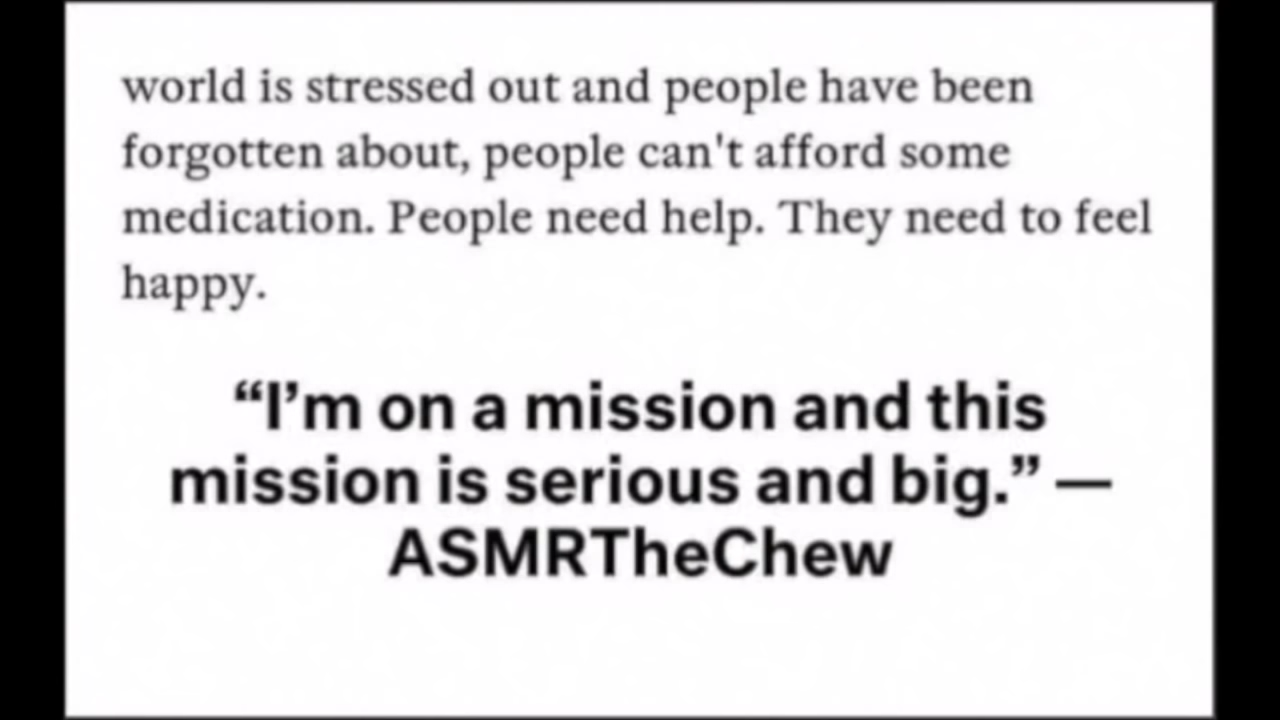 world is stressed out and people have been
forgotten about, people can't afford some
medication. People need help. They need to feel
happy.
“I’m on a mission and this
mission is serious and big.” —
ASMRTheChew